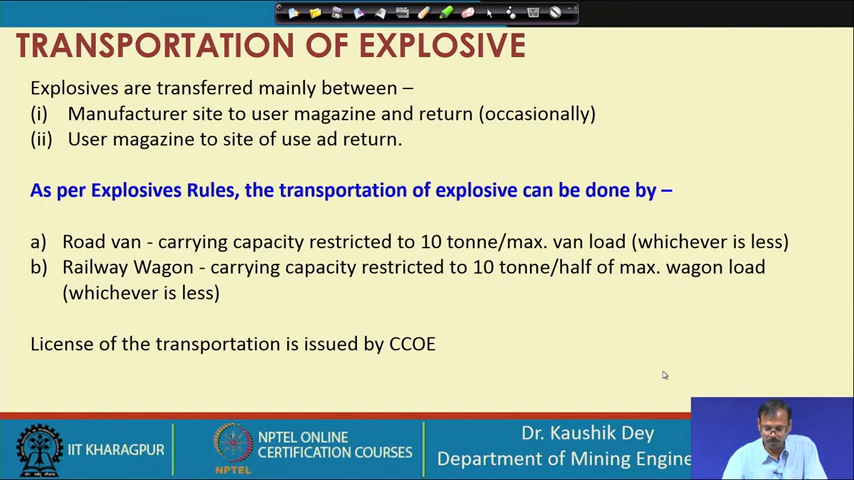 TRANSPORTATION OF EXPLOSIVE
Explosives are transferred mainly between –
(i) Manufacturer site to user magazine and return (occasionally)
(ii) User magazine to site of use ad return.
As per Explosives Rules, the transportation of explosive can be done by –
a) Road van - carrying capacity restricted to 10 tonne/max. van load (whichever is less)
b) Railway Wagon - carrying capacity restricted to 10 tonne/half of max. wagon load
(whichever is less)
License of the transportation is issued by CCOE
IIT KHARAGPUR
NPTEL
NPTEL ONLINE
CERTIFICATION COURSES
Dr. Kaushik Dey
Department of Mining Engine